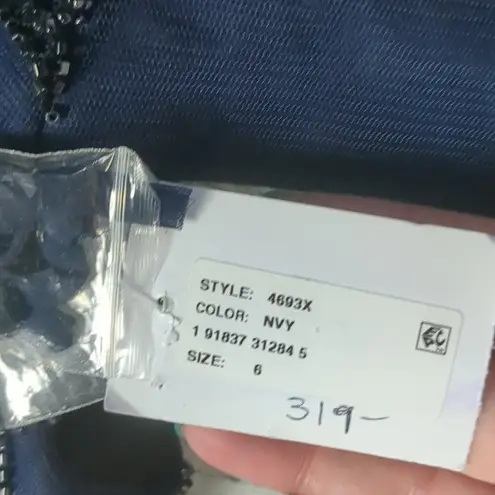 STYLE: 4693X
COLOR: NVY
1 91837 31284 5
SIZE: 6
319-